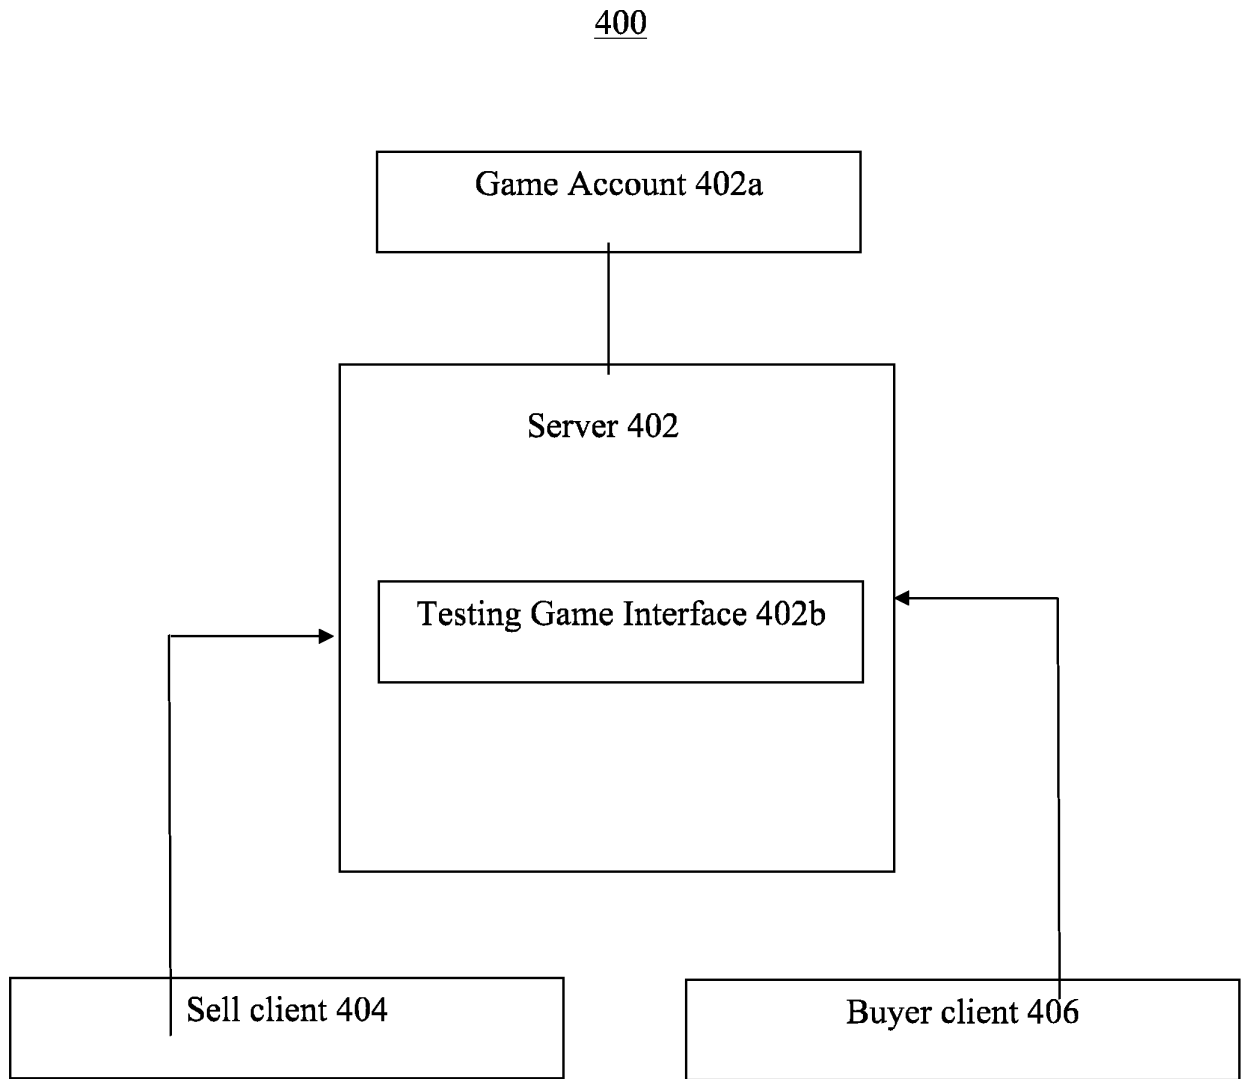 400
Game Account 402a
Server 402
Testing Game Interface 402b
Sell client 404
Buyer client 406